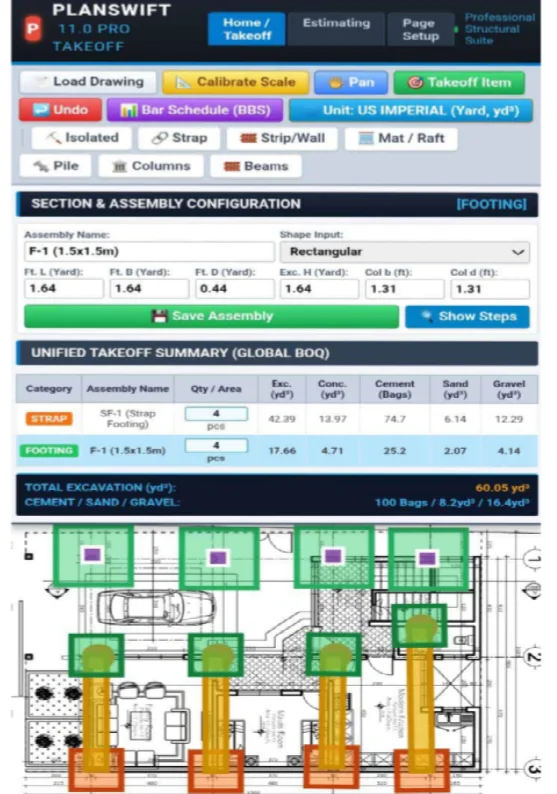 PLANSWIFT
P
11.0 PRO
TAKEOFF
Home / Takeoff
Estimating
Page Setup
Professional Structural Suite
Load Drawing
Calibrate Scale
Pan
Takeoff Item
Undo
Bar Schedule (BBS)
Unit: US IMPERIAL (Yard, yd³)
Isolated
Strap
Strip/Wall
Mat / Raft
Pile
Columns
Beams
SECTION & ASSEMBLY CONFIGURATION [FOOTING]
Assembly Name: Shape Input:
F-1 (1.5x1.5m) Rectangular
Ft. L (Yard): Ft. B (Yard): Ft. D (Yard): Exc. H (Yard): Col b (ft): Col d (ft):
1.64 1.64 0.44 1.64 1.31 1.31
Save Assembly Show Steps
UNIFIED TAKEOFF SUMMARY (GLOBAL BOQ)
Category Assembly Name Qty / Area Exc. (yd³) Conc. (yd³) Cement (Bags) Sand (yd³) Gravel (yd³)
STRAP SF-1 (Strap Footing) 4 pcs 42.39 13.97 74.7 6.14 12.29
FOOTING F-1 (1.5x1.5m) 4 pcs 17.66 4.71 25.2 2.07 4.14
TOTAL EXCAVATION (yd³): 60.05 yd³
CEMENT / SAND / GRAVEL: 100 Bags / 8.2yd³ / 16.4yd³
1
2
3